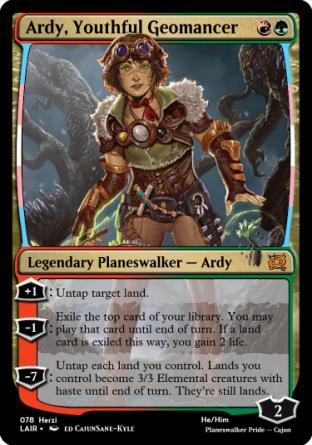 Ardy, Youthful Geomancer
Legendary Planeswalker — Ardy
+1: Untap target land.
-1: Exile the top card of your library. You may
play that card until end of turn. If a land
card is exiled this way, you gain 2 life.
-7: Untap each land you control. Lands you
control become 3/3 Elemental creatures with
haste until end of turn. They're still lands.
2
078 Herzi
He/Him
LAIR • ED CAJUNSANE-KYLE
Planeswalker Pride — Cajun